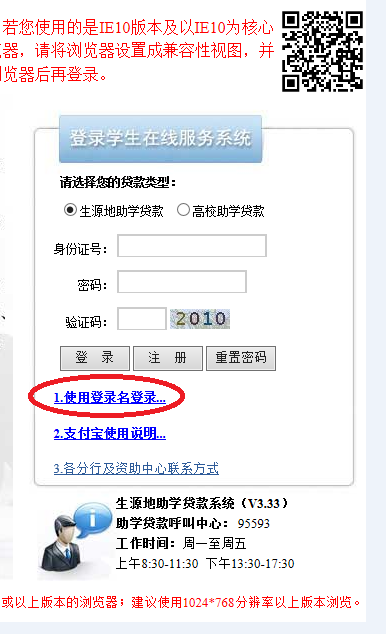 若您使用的是IE10版本及以IE10为核心
览器，请将浏览器设置成兼容性视图，并
浏览器后再登录。
登录学生在线服务系统
请选择您的贷款类型：
生源地助学贷款 高校助学贷款
身份证号：
密码：
、
验证码： 2010
登 录 注 册 重置密码
1.使用登录名登录...
2.支付宝使用说明...
3.各分行及资助中心联系方式
生源地助学贷款系统（V3.33）
助学贷款呼叫中心： 95593
工作时间：周一至周五
上午8:30-11:30 下午13:30-17:30
或以上版本的浏览器；建议使用1024*768分辨率以上版本浏览。